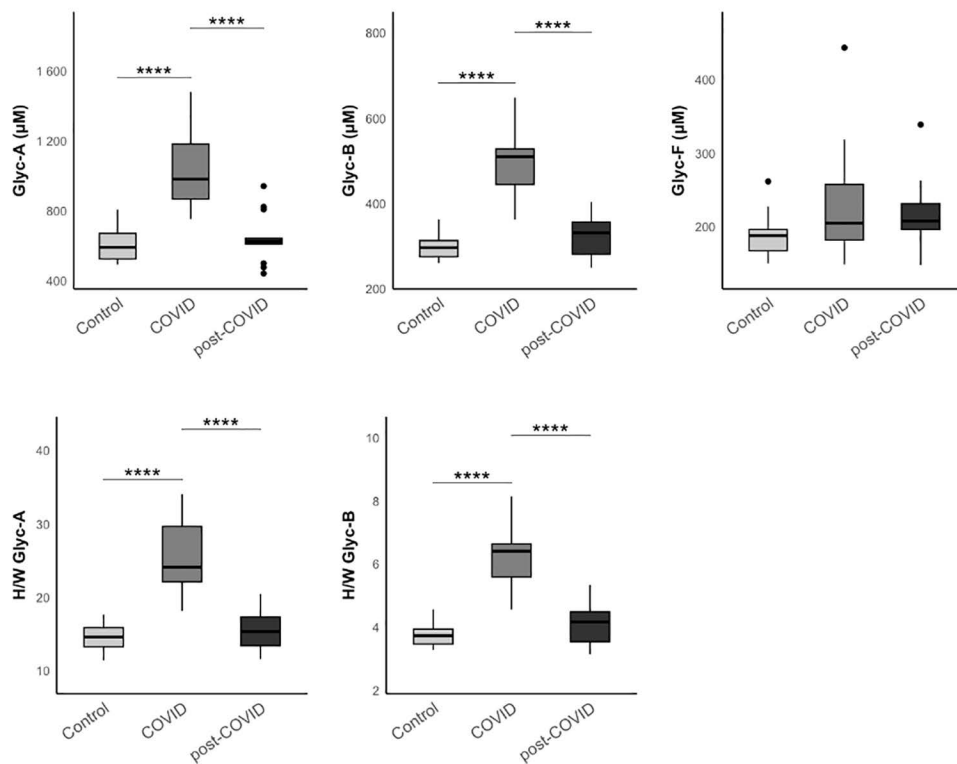 Glyc-A (µM)
1 600
1 200
800
400
****
****
Control
COVID
post-COVID
Glyc-B (µM)
800
600
400
200
****
****
Control
COVID
post-COVID
Glyc-F (µM)
400
300
200
Control
COVID
post-COVID
H/W Glyc-A
40
30
20
10
****
****
Control
COVID
post-COVID
H/W Glyc-B
10
8
6
4
2
****
****
Control
COVID
post-COVID